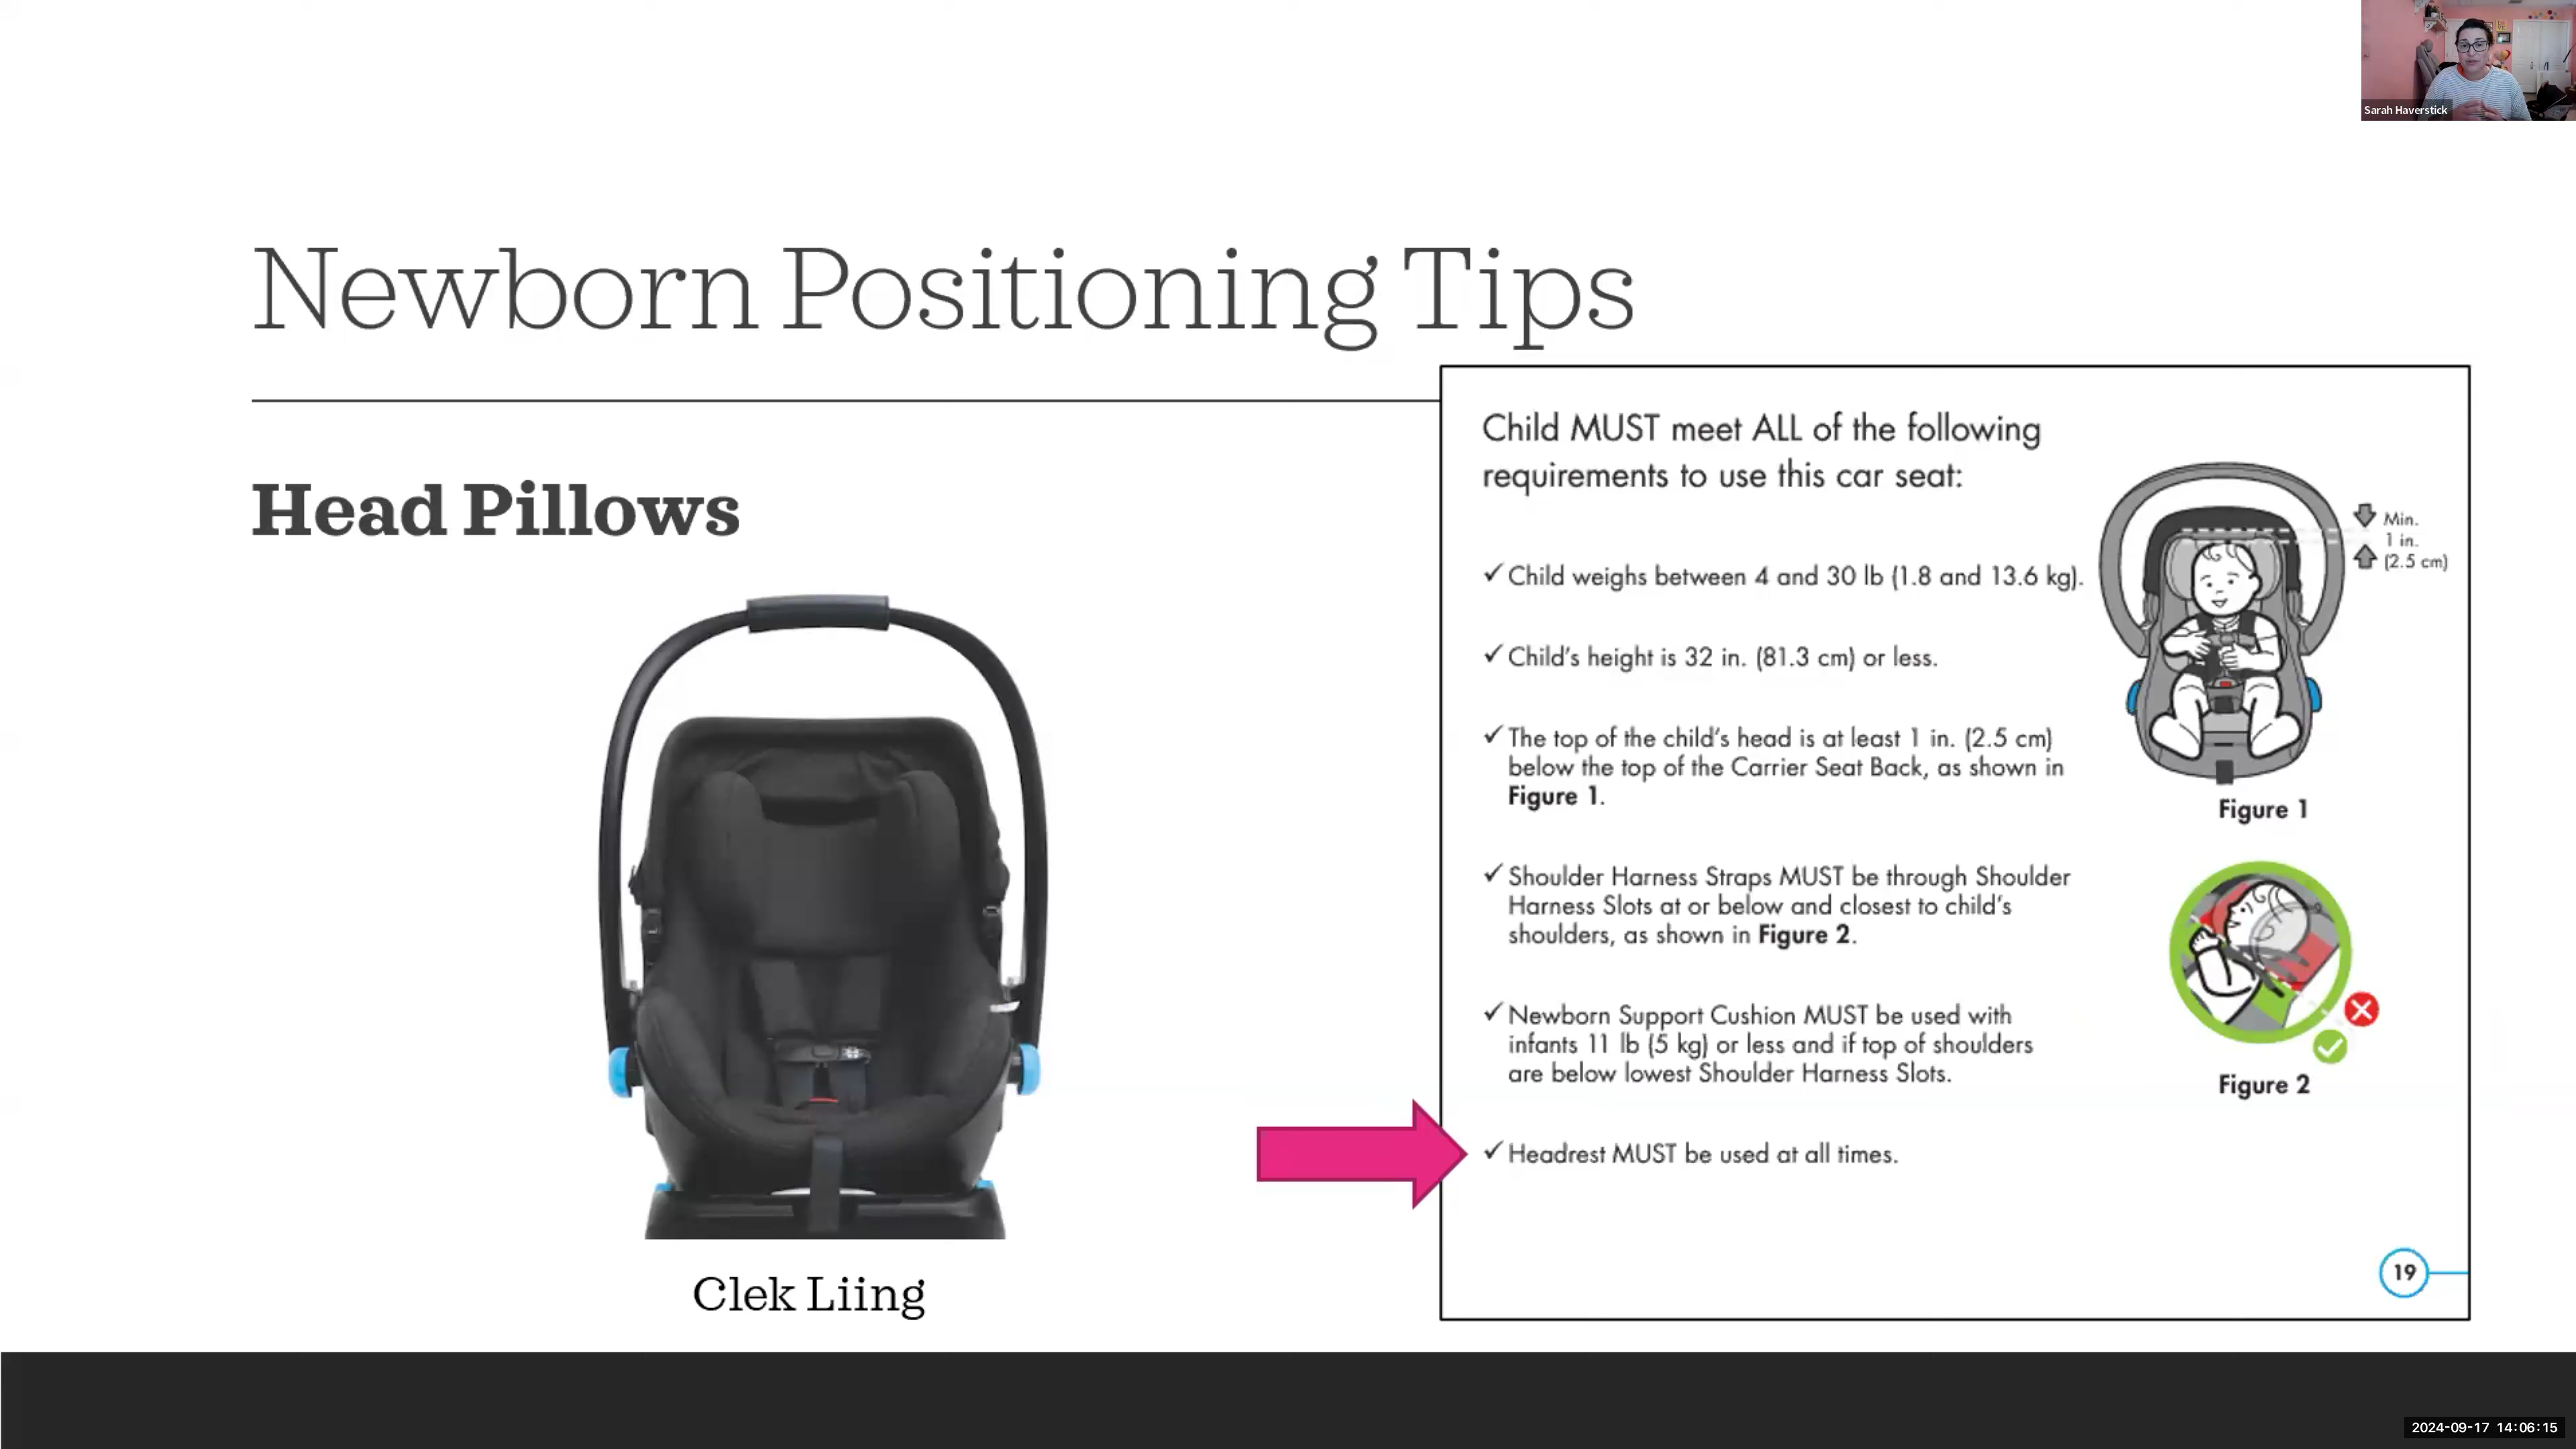 Sarah Haverstick
Newborn Positioning Tips
Head Pillows
Clek Liing
Child MUST meet ALL of the following
requirements to use this car seat:
✓ Child weighs between 4 and 30 lb (1.8 and 13.6 kg).
✓ Child's height is 32 in. (81.3 cm) or less.
✓ The top of the child's head is at least 1 in. (2.5 cm)
below the top of the Carrier Seat Back, as shown in
Figure 1.
✓ Shoulder Harness Straps MUST be through Shoulder
Harness Slots at or below and closest to child's
shoulders, as shown in Figure 2.
✓ Newborn Support Cushion MUST be used with
infants 11 lb (5 kg) or less and if top of shoulders
are below lowest Shoulder Harness Slots.
✓ Headrest MUST be used at all times.
Min.
1 in.
(2.5 cm)
Figure 1
Figure 2
19
2024-09-17 14:06:15